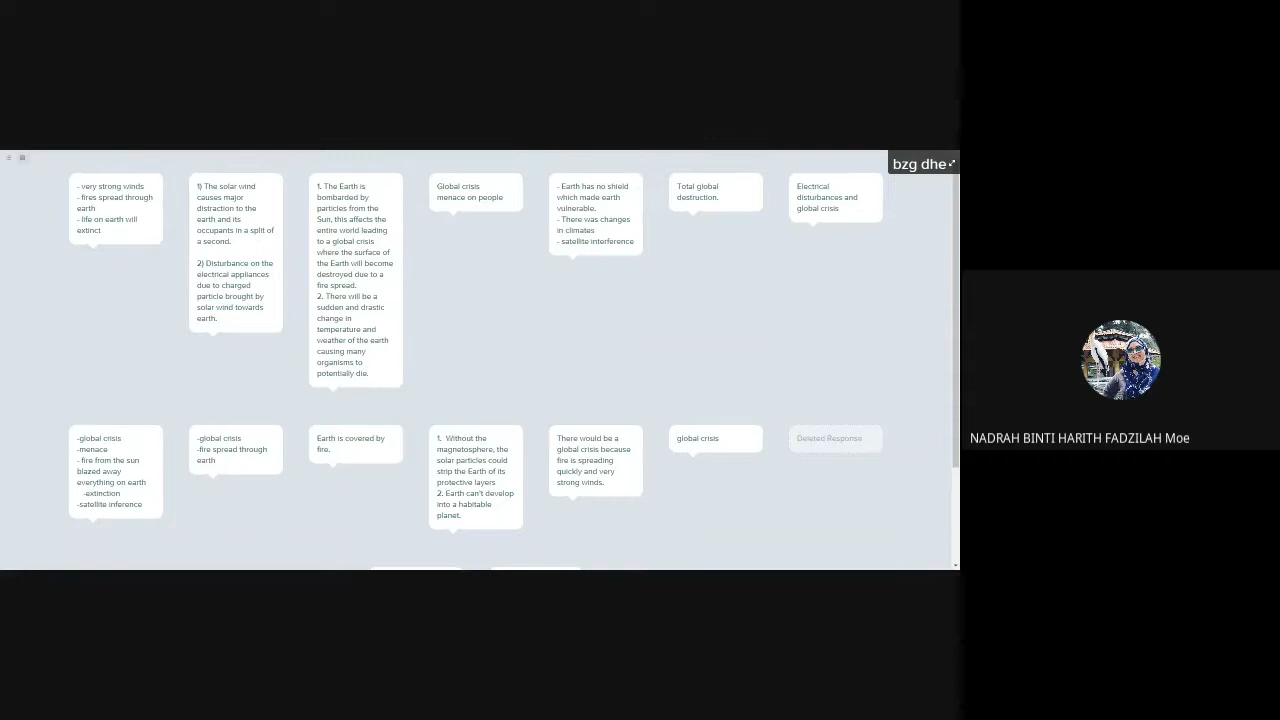 bzg dhe
- very strong winds
- fires spread through
earth
- life on earth will
extinct
1) The solar wind
causes major
distraction to the
earth and its
occupants in a split of
a second.
2) Disturbance on the
electrical appliances
due to charged
particle brought by
solar wind towards
earth.
1. The Earth is
bombarded by
particles from the
Sun, this affects the
entire world leading
to a global crisis
where the surface of
the Earth will become
destroyed due to a
fire spread.
2. There will be a
sudden and drastic
change in
temperature and
weather of the earth
causing many
organisms to
potentially die.
Global crisis
menace on people
- Earth has no shield
which made earth
vulnerable.
- There was changes
in climates
- satellite interference
Total global
destruction.
Electrical
disturbances and
global crisis
-global crisis
-menace
- fire from the sun
blazed away
everything on earth
-extinction
-satellite inference
-global crisis
-fire spread through
earth
Earth is covered by
fire.
1. Without the
magnetosphere, the
solar particles could
strip the Earth of its
protective layers
2. Earth can't develop
into a habitable
planet.
There would be a
global crisis because
fire is spreading
quickly and very
strong winds.
global crisis
Deleted Response
NADRAH BINTI HARITH FADZILAH Moe